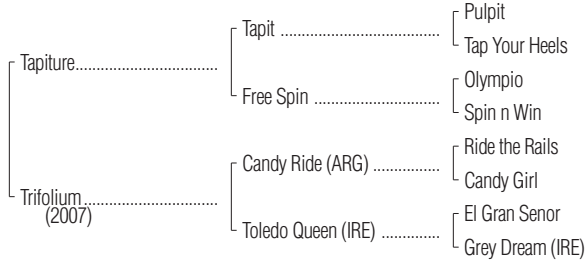 Pulpit
Tapit ................................
Tap Your Heels
Tapiture................................
Olympio
Free Spin .........................
Spin n Win
Ride the Rails
Candy Ride (ARG) ...............
Candy Girl
Trifolium..............................
(2007)
El Gran Senor
Toledo Queen (IRE) .............
Grey Dream (IRE)